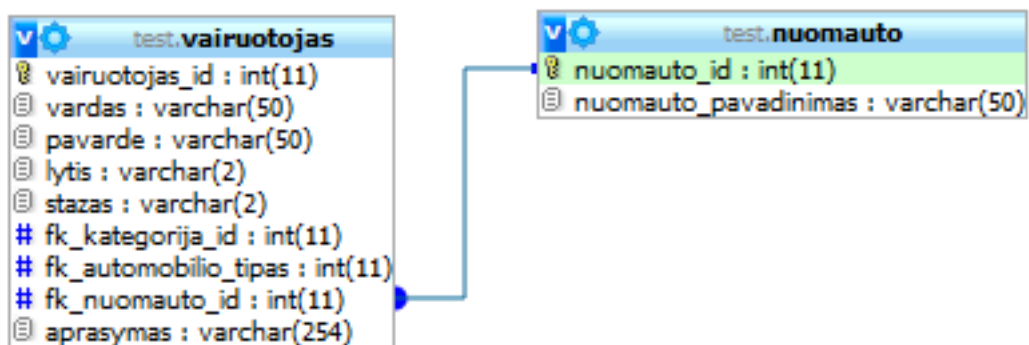 test.vairuotojas
vairuotojas_id : int(11)
vardas : varchar(50)
pavarde : varchar(50)
lytis : varchar(2)
stazas : varchar(2)
# fk_kategorija_id : int(11)
# fk_automobilio_tipas : int(11)
# fk_nuomauto_id : int(11)
aprasymas : varchar(254)
test.nuomauto
nuomauto_id : int(11)
nuomauto_pavadinimas : varchar(50)